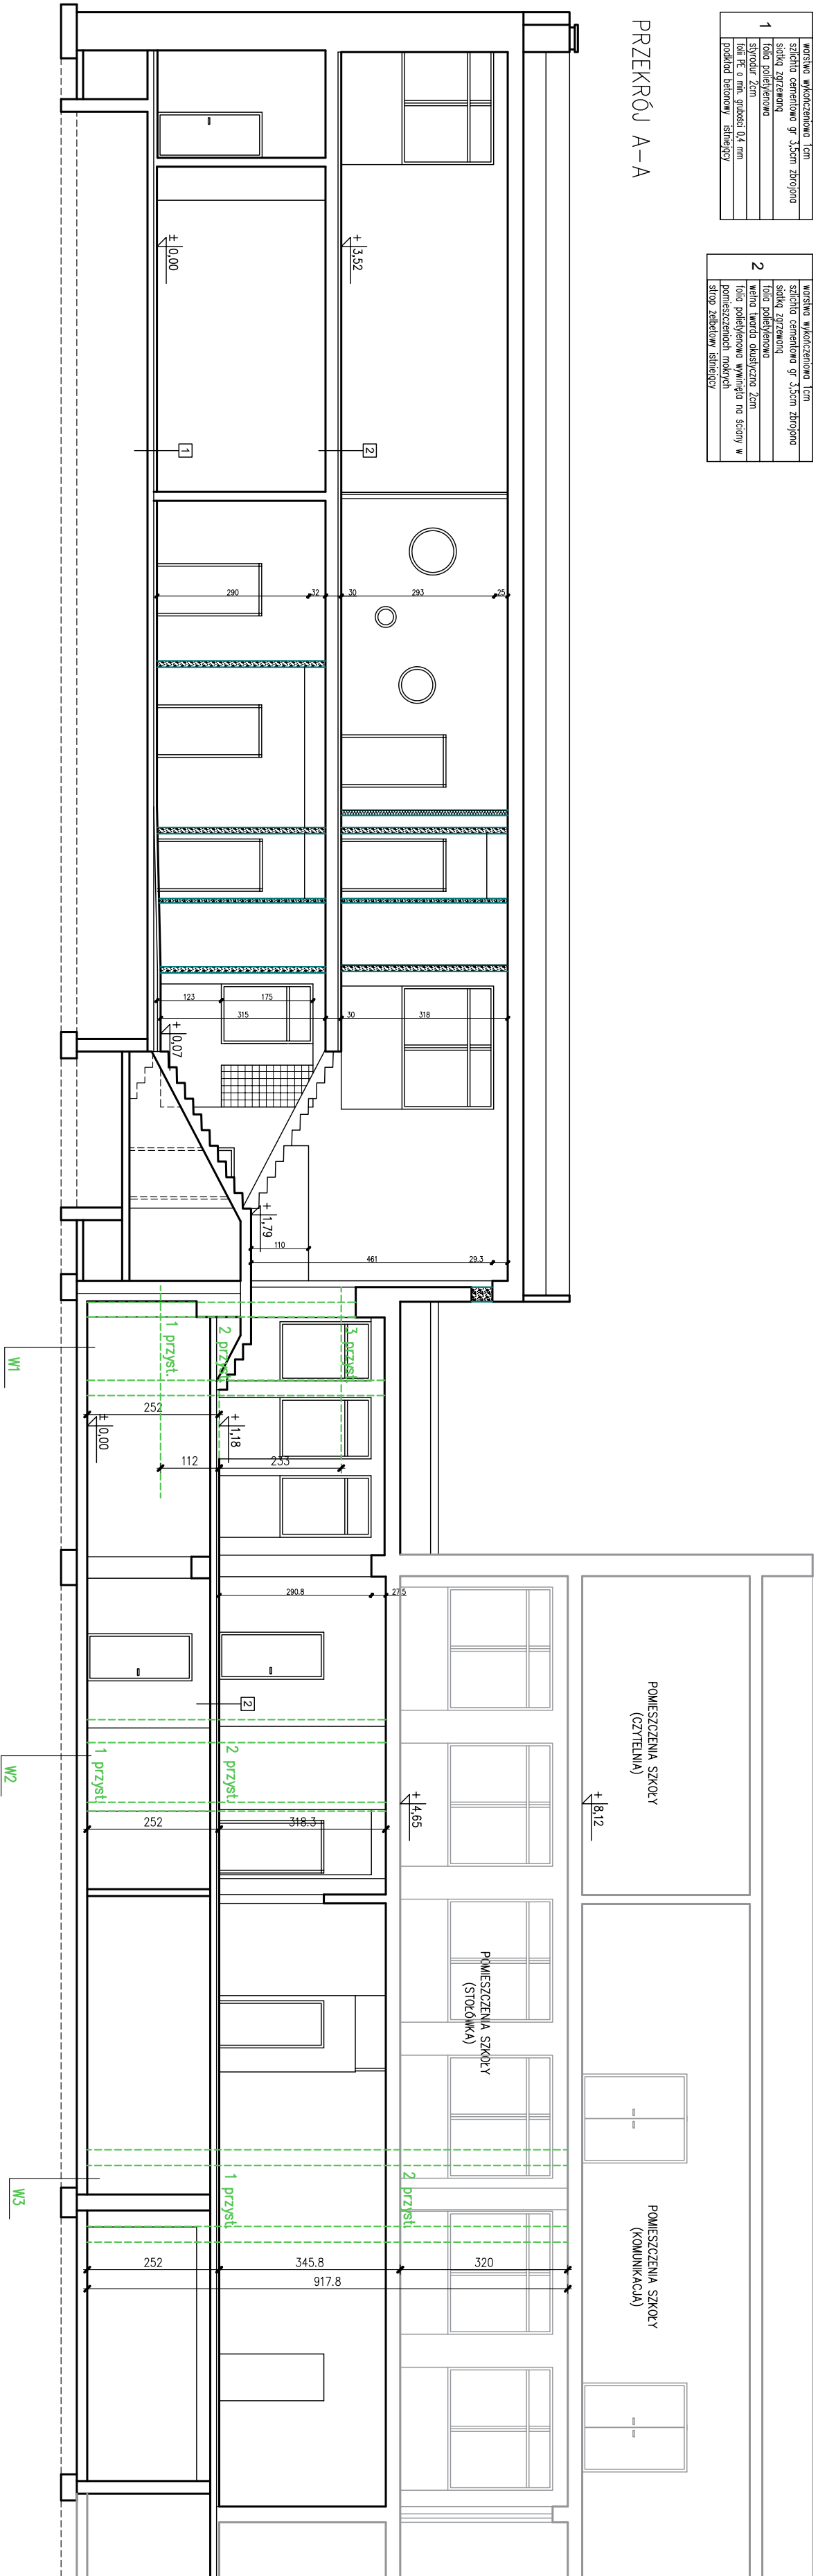 1
warstwa wykończeniowa 1cm
szlichta cementowa gr 3,5cm zbrojona
siatką zgrzewaną
folia polietylenowa
styrodur 2cm
folii PE o min. grubości 0,4 mm
podkład betonowy istniejący
2
warstwa wykończeniowa 1cm
szlichta cementowa gr 3,5cm zbrojona
siatką zgrzewaną
folia polietylenowa
wełna twarda akustyczna 2cm
folia polietylenowa wywinięta na ściany w
pomieszczeniach mokrych
strop żelbetowy istniejący
PRZEKRÓJ A-A
+ 3,52
± 0,00
2
1
25
293
30
32
290
318
30
315
175
123
+ 0,07
+ 1,79
110
29.3
461
3 przyst.
2 przyst.
1 przyst.
W1
252
+ 1,18
± 0,00
233
112
27.5
290.8
POMIESZCZENIA SZKOŁY
(CZYTELNIA)
2
+ 8,12
+ 4,65
2 przyst.
1 przyst.
W2
318.3
252
POMIESZCZENIA SZKOŁY
(STOŁÓWKA)
POMIESZCZENIA SZKOŁY
(KOMUNIKACJA)
2 przyst.
1 przyst.
W3
320
345.8
252
917.8